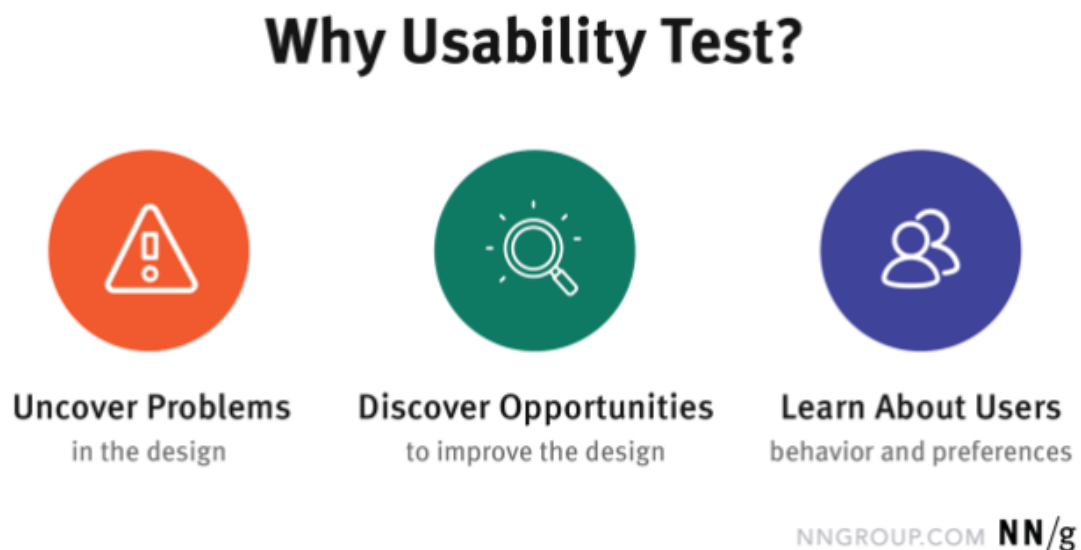 Why Usability Test?
Uncover Problems
in the design
Discover Opportunities
to improve the design
Learn About Users
behavior and preferences
NNGROUP.COM NN/g